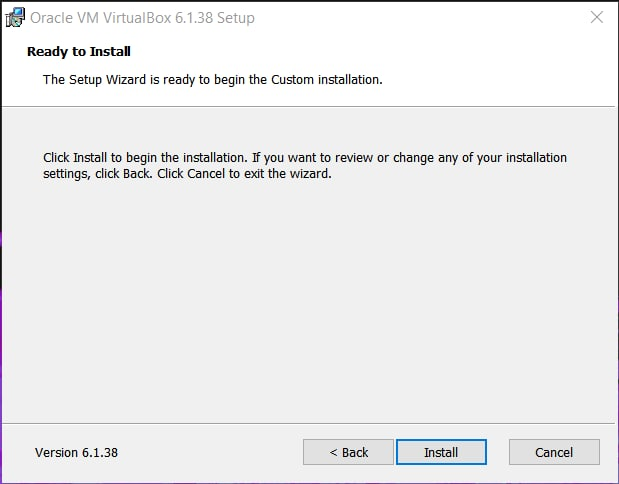 Oracle VM VirtualBox 6.1.38 Setup
Ready to Install
The Setup Wizard is ready to begin the Custom installation.
Click Install to begin the installation. If you want to review or change any of your installation
settings, click Back. Click Cancel to exit the wizard.
Version 6.1.38
< Back
Install
Cancel